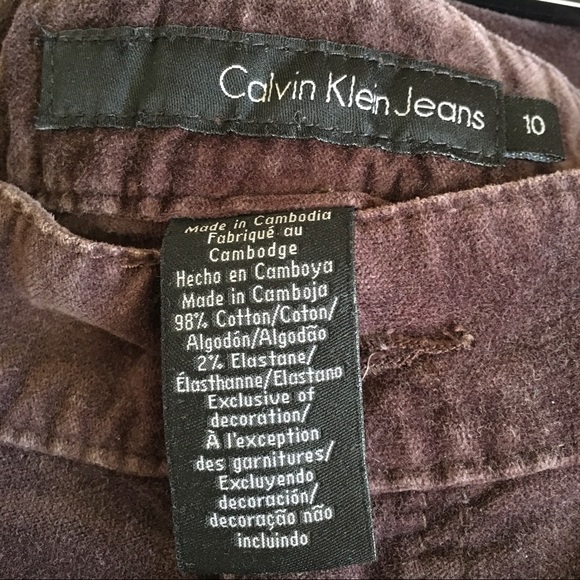 Calvin Klein Jeans 10
Made in Cambodia
Fabriqué au
Cambodge
Hecho en Camboya
Made in Camboja
98% Cotton/Coton/
Algodón/Algodão
2% Elastane/
Élasthanne/Elastano
Exclusive of
decoration/
À l'exception
des garnitures/
Excluyendo
decoración/
decoração não
incluindo